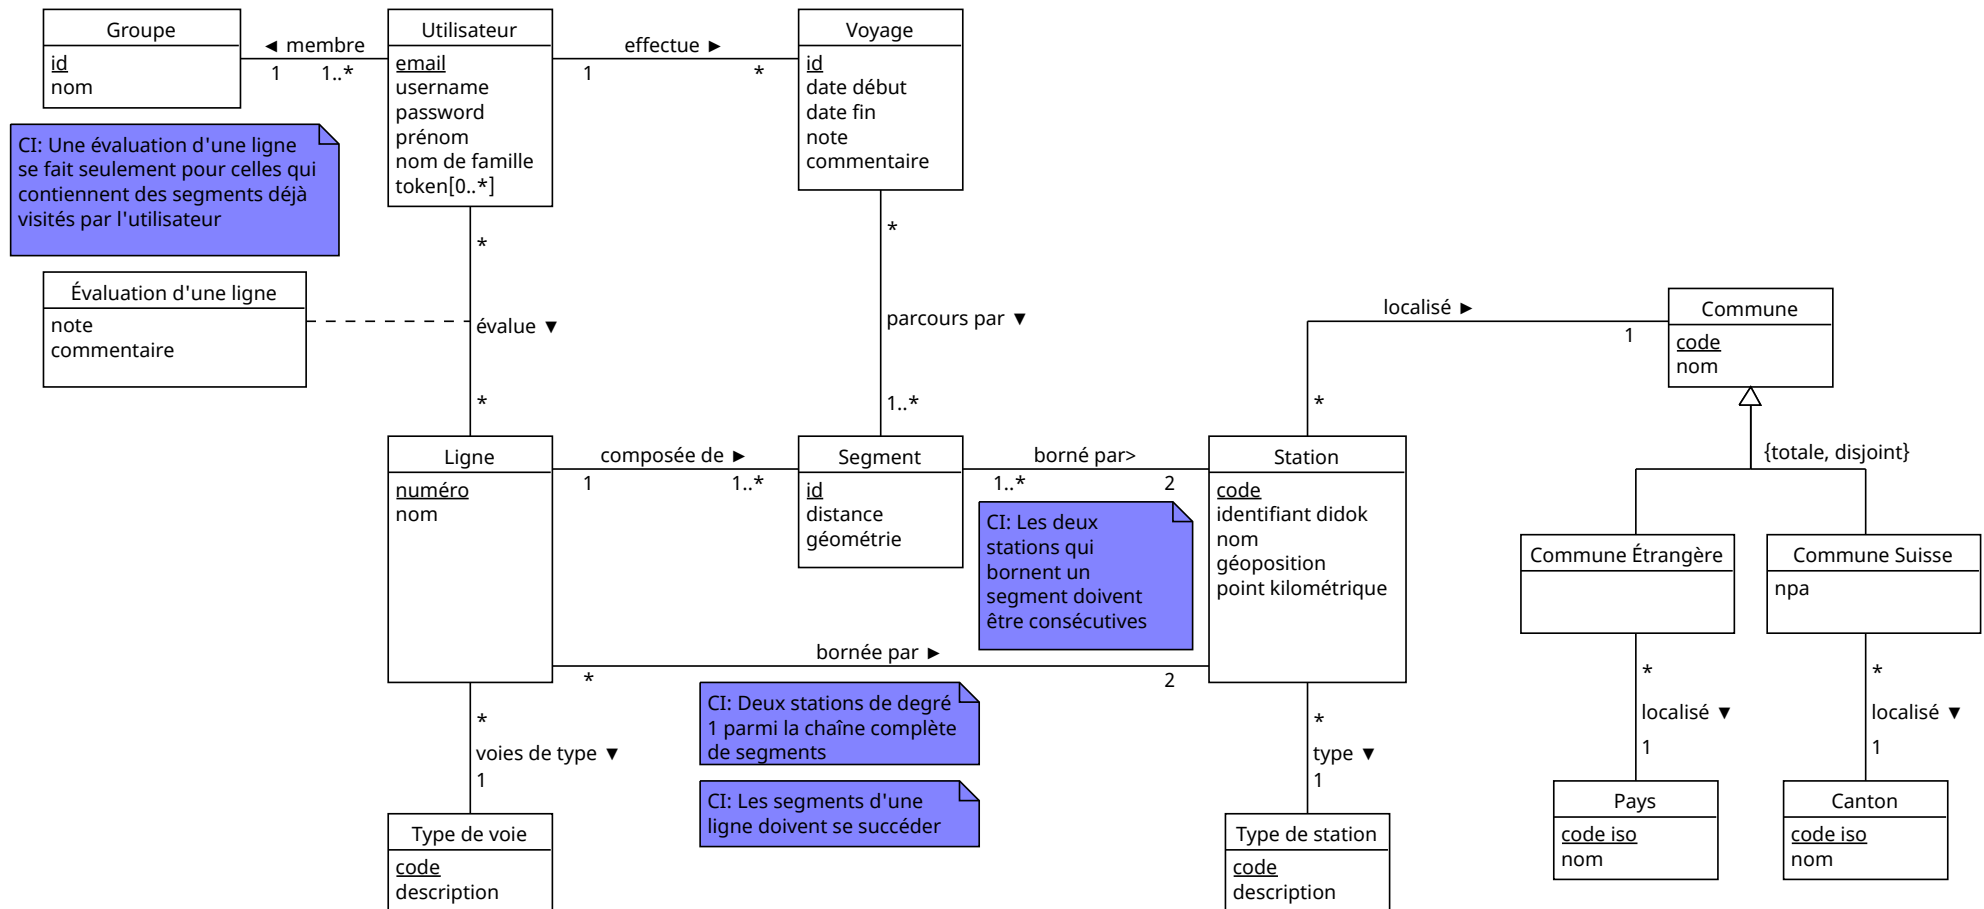 Groupe
id
nom
◄ membre
1
1..*
Utilisateur
email
username
password
prénom
nom de famille
token[0..*]
effectue ►
1
*
Voyage
id
date début
date fin
note
commentaire
CI: Une évaluation d'une ligne
se fait seulement pour celles qui
contiennent des segments déjà
visités par l'utilisateur
Évaluation d'une ligne
note
commentaire
*
évalue ▼
*
*
parcours par ▼
1..*
localisé ►
1
*
Commune
code
nom
{totale, disjoint}
Ligne
numéro
nom
composée de ►
1
1..*
Segment
id
distance
géométrie
borné par>
1..*
2
CI: Les deux
stations qui
bornent un
segment doivent
être consécutives
Station
code
identifiant didok
nom
géoposition
point kilométrique
Commune Étrangère
Commune Suisse
npa
bornée par ►
*
2
CI: Deux stations de degré
1 parmi la chaîne complète
de segments
CI: Les segments d'une
ligne doivent se succéder
*
voies de type ▼
1
Type de voie
code
description
*
type ▼
1
Type de station
code
description
*
localisé ▼
1
Pays
code iso
nom
*
localisé ▼
1
Canton
code iso
nom